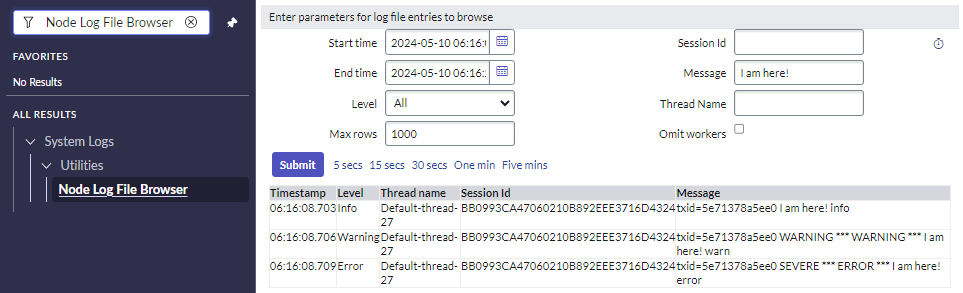 Node Log File Browser
FAVORITES
No Results
ALL RESULTS
System Logs
Utilities
Node Log File Browser
Enter parameters for log file entries to browse
Start time 2024-05-10 06:16: Session Id
End time 2024-05-10 06:16: Message I am here!
Level All Thread Name
Max rows 1000 Omit workers
Submit 5 secs 15 secs 30 secs One min Five mins
Timestamp Level Thread name Session Id Message
06:16:08.703 Info Default-thread- BB0993CA47060210B892EEE3716D4324 txid=5e71378a5ee0 I am here! info
27
06:16:08.706 Warning Default-thread- BB0993CA47060210B892EEE3716D4324 txid=5e71378a5ee0 WARNING *** WARNING *** I am
27 here! warn
06:16:08.709 Error Default-thread- BB0993CA47060210B892EEE3716D4324 txid=5e71378a5ee0 SEVERE *** ERROR *** I am here!
27 error